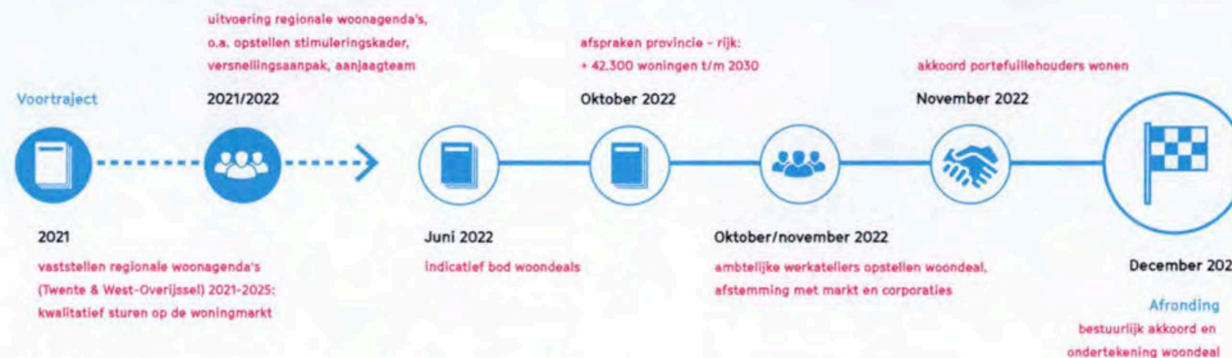 Voortraject
2021
vaststellen regionale woonagenda's
(Twente & West-Overijssel) 2021-2025:
kwalitatief sturen op de woningmarkt
uitvoering regionale woonagenda's,
o.a. opstellen stimuleringskader,
versnellingsaanpak, aanjaagteam
2021/2022
Juni 2022
indicatief bod woondeals
afspraken provincie - rijk:
+ 42.300 woningen t/m 2030
Oktober 2022
Oktober/november 2022
ambtelijke werkateliers opstellen woondeal,
afstemming met markt en corporaties
akkoord portefuillehouders wonen
November 2022
December 202
Afronding
bestuurlijk akkoord en
ondertekening woondeal